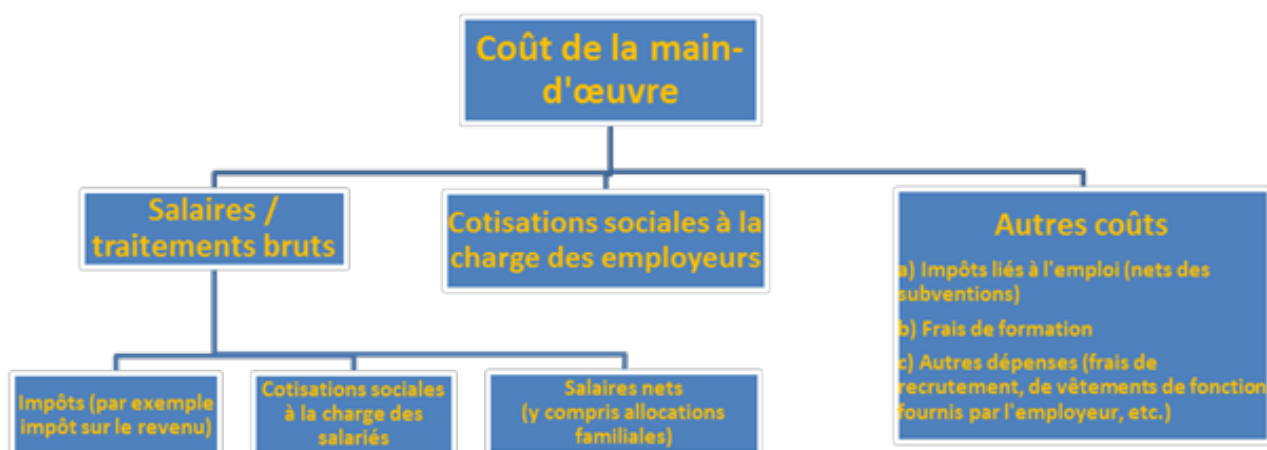 Coût de la main-
d'œuvre
Salaires /
traitements bruts
Cotisations sociales à la
charge des employeurs
Autres coûts
a) Impôts liés à l'emploi (nets des
subventions)
b) Frais de formation
c) Autres dépenses (frais de
recrutement, de vêtements de fonction
fournis par l'employeur, etc.)
Impôts (par exemple
impôt sur le revenu)
Cotisations sociales
à la charge des
salariés
Salaires nets
(y compris allocations
familiales)